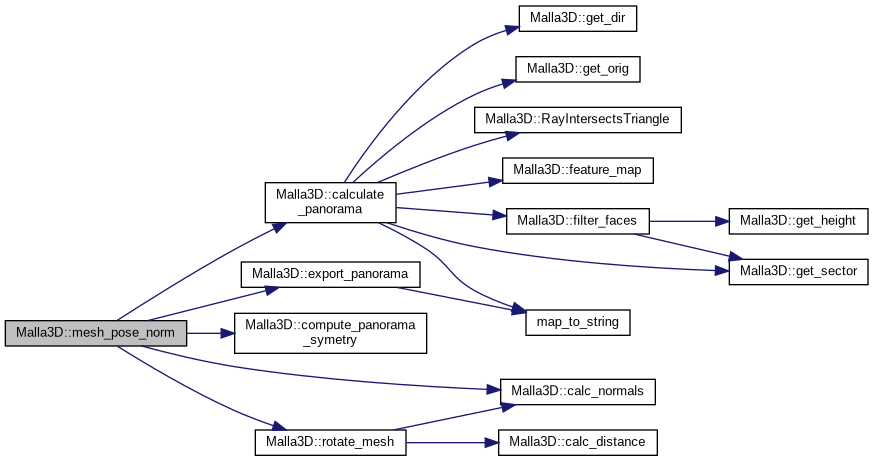 Malla3D::mesh_pose_norm
Malla3D::calculate
_panorama
Malla3D::export_panorama
Malla3D::compute_panorama
_symetry
Malla3D::rotate_mesh
Malla3D::get_dir
Malla3D::get_orig
Malla3D::RayIntersectsTriangle
Malla3D::feature_map
Malla3D::filter_faces
map_to_string
Malla3D::calc_normals
Malla3D::calc_distance
Malla3D::get_height
Malla3D::get_sector